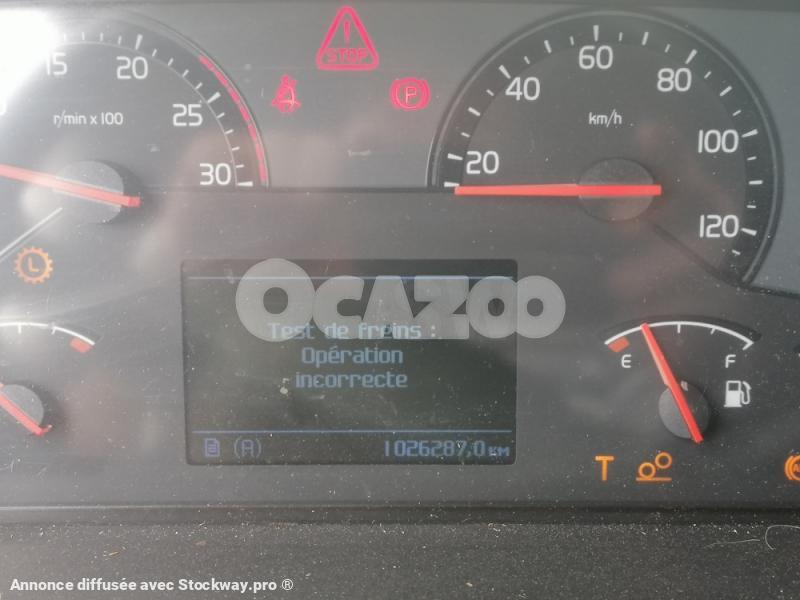 STOP
15
20
25
30
r/min x 100
P
20
40
60
80
100
120
km/h
L
Ocazoo
Test de freins :
Opération
incorrecte
(A)
1026287,0 KM
E
F
T
Annonce diffusée avec Stockway.pro ®